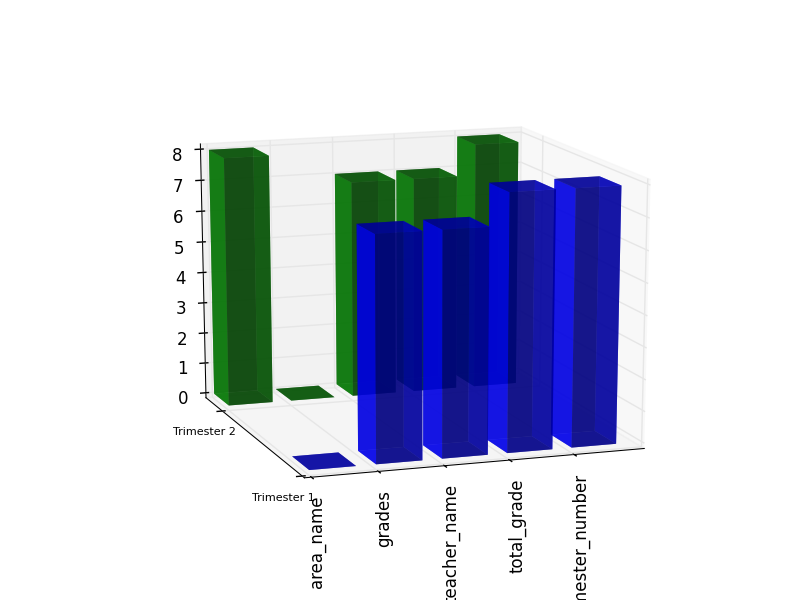 8
7
6
5
4
3
2
1
0
Trimester 2
Trimester 1
area_name
grades
teacher_name
total_grade
mester_number